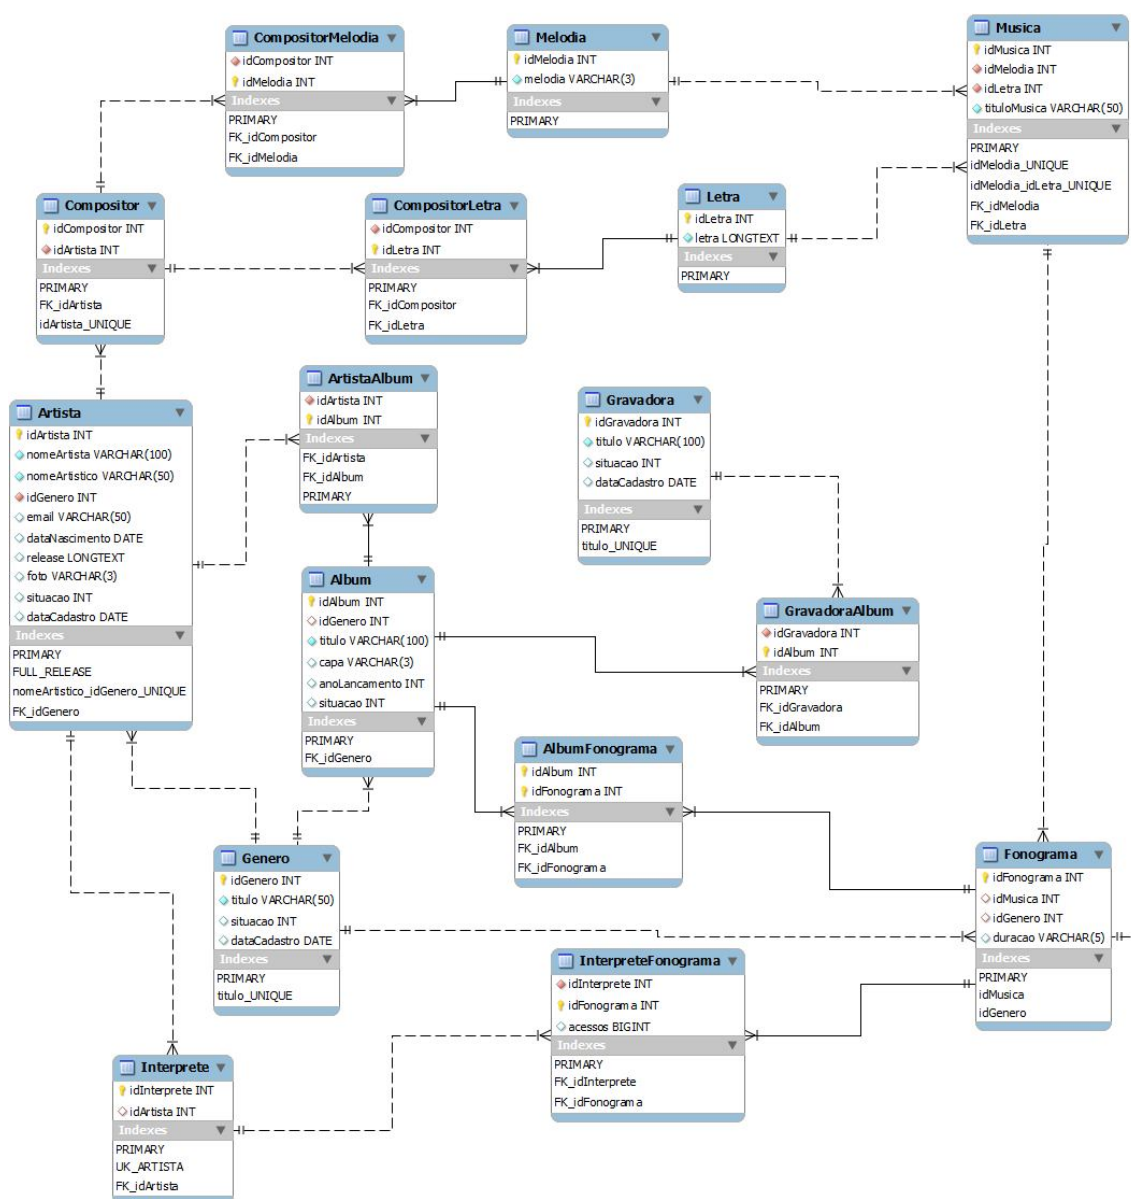 CompositorMelodia
idCompositor INT
idMelodia INT
Indexes
PRIMARY
FK_idCompositor
FK_idMelodia
Melodia
idMelodia INT
melodia VARCHAR(3)
Indexes
PRIMARY
Musica
idMusica INT
idMelodia INT
idLetra INT
tituloMusica VARCHAR(50)
Indexes
PRIMARY
idMelodia_UNIQUE
idMelodia_idLetra_UNIQUE
FK_idMelodia
FK_idLetra
Compositor
idCompositor INT
idArtista INT
Indexes
PRIMARY
FK_idArtista
idArtista_UNIQUE
CompositorLetra
idCompositor INT
idLetra INT
Indexes
PRIMARY
FK_idCompositor
FK_idLetra
Letra
idLetra INT
letra LONGTEXT
Indexes
PRIMARY
Artista
idArtista INT
nomeArtista VARCHAR(100)
nomeArtistico VARCHAR(50)
idGenero INT
email VARCHAR(50)
dataNascimento DATE
release LONGTEXT
foto VARCHAR(3)
situacao INT
dataCadastro DATE
Indexes
PRIMARY
FULL_RELEASE
nomeArtistico_idGenero_UNIQUE
FK_idGenero
ArtistaAlbum
idArtista INT
idAlbum INT
Indexes
FK_idArtista
FK_idAlbum
PRIMARY
Gravadora
idGravadora INT
titulo VARCHAR(100)
situacao INT
dataCadastro DATE
Indexes
PRIMARY
titulo_UNIQUE
Album
idAlbum INT
idGenero INT
titulo VARCHAR(100)
capa VARCHAR(3)
anoLancamento INT
situacao INT
Indexes
PRIMARY
FK_idGenero
GravadoraAlbum
idGravadora INT
idAlbum INT
Indexes
PRIMARY
FK_idGravadora
FK_idAlbum
AlbumFonograma
idAlbum INT
idFonograma INT
Indexes
PRIMARY
FK_idAlbum
FK_idFonograma
Genero
idGenero INT
titulo VARCHAR(50)
situacao INT
dataCadastro DATE
Indexes
PRIMARY
titulo_UNIQUE
Fonograma
idFonograma INT
idMusica INT
idGenero INT
duracao VARCHAR(5)
Indexes
PRIMARY
idMusica
idGenero
InterpreteFonograma
idInterprete INT
idFonograma INT
acessos BIGINT
Indexes
PRIMARY
FK_idInterprete
FK_idFonograma
Interprete
idInterprete INT
idArtista INT
Indexes
PRIMARY
UK_ARTISTA
FK_idArtista